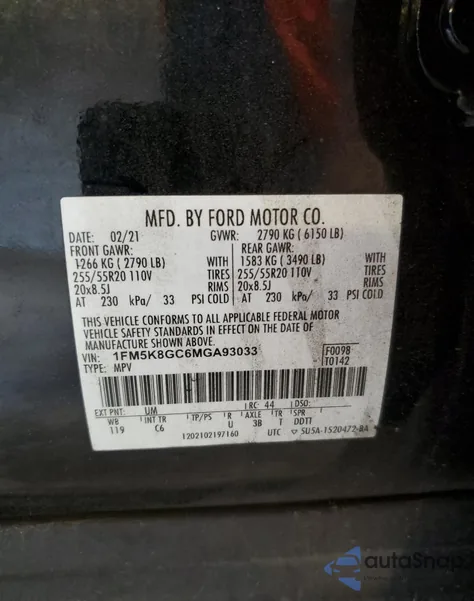 MFD. BY FORD MOTOR CO.
DATE: 02/21 GVWR: 2790 KG ( 6150 LB)
FRONT GAWR: REAR GAWR:
1266 KG ( 2790 LB) WITH 1583 KG ( 3490 LB) WITH
255/55R20 110V TIRES 255/55R20 110V TIRES
20x8.5J RIMS 20x8.5J RIMS
AT 230 kPa/ 33 PSI COLD AT 230 kPa/ 33 PSI COLD
THIS VEHICLE CONFORMS TO ALL APPLICABLE FEDERAL MOTOR
VEHICLE SAFETY STANDARDS IN EFFECT ON THE DATE OF
MANUFACTURE SHOWN ABOVE.
VIN: 1FM5K8GC6MGA93033 F0098
TYPE: MPV T0142
EXT PNT: UM RC: 44 DSO:
WB INT TR TP/PS R AXLE TR SPR
119 C6 U 3B T DDTT
1202102197160 UTC 5U5A-1520472-BA
autoSnap